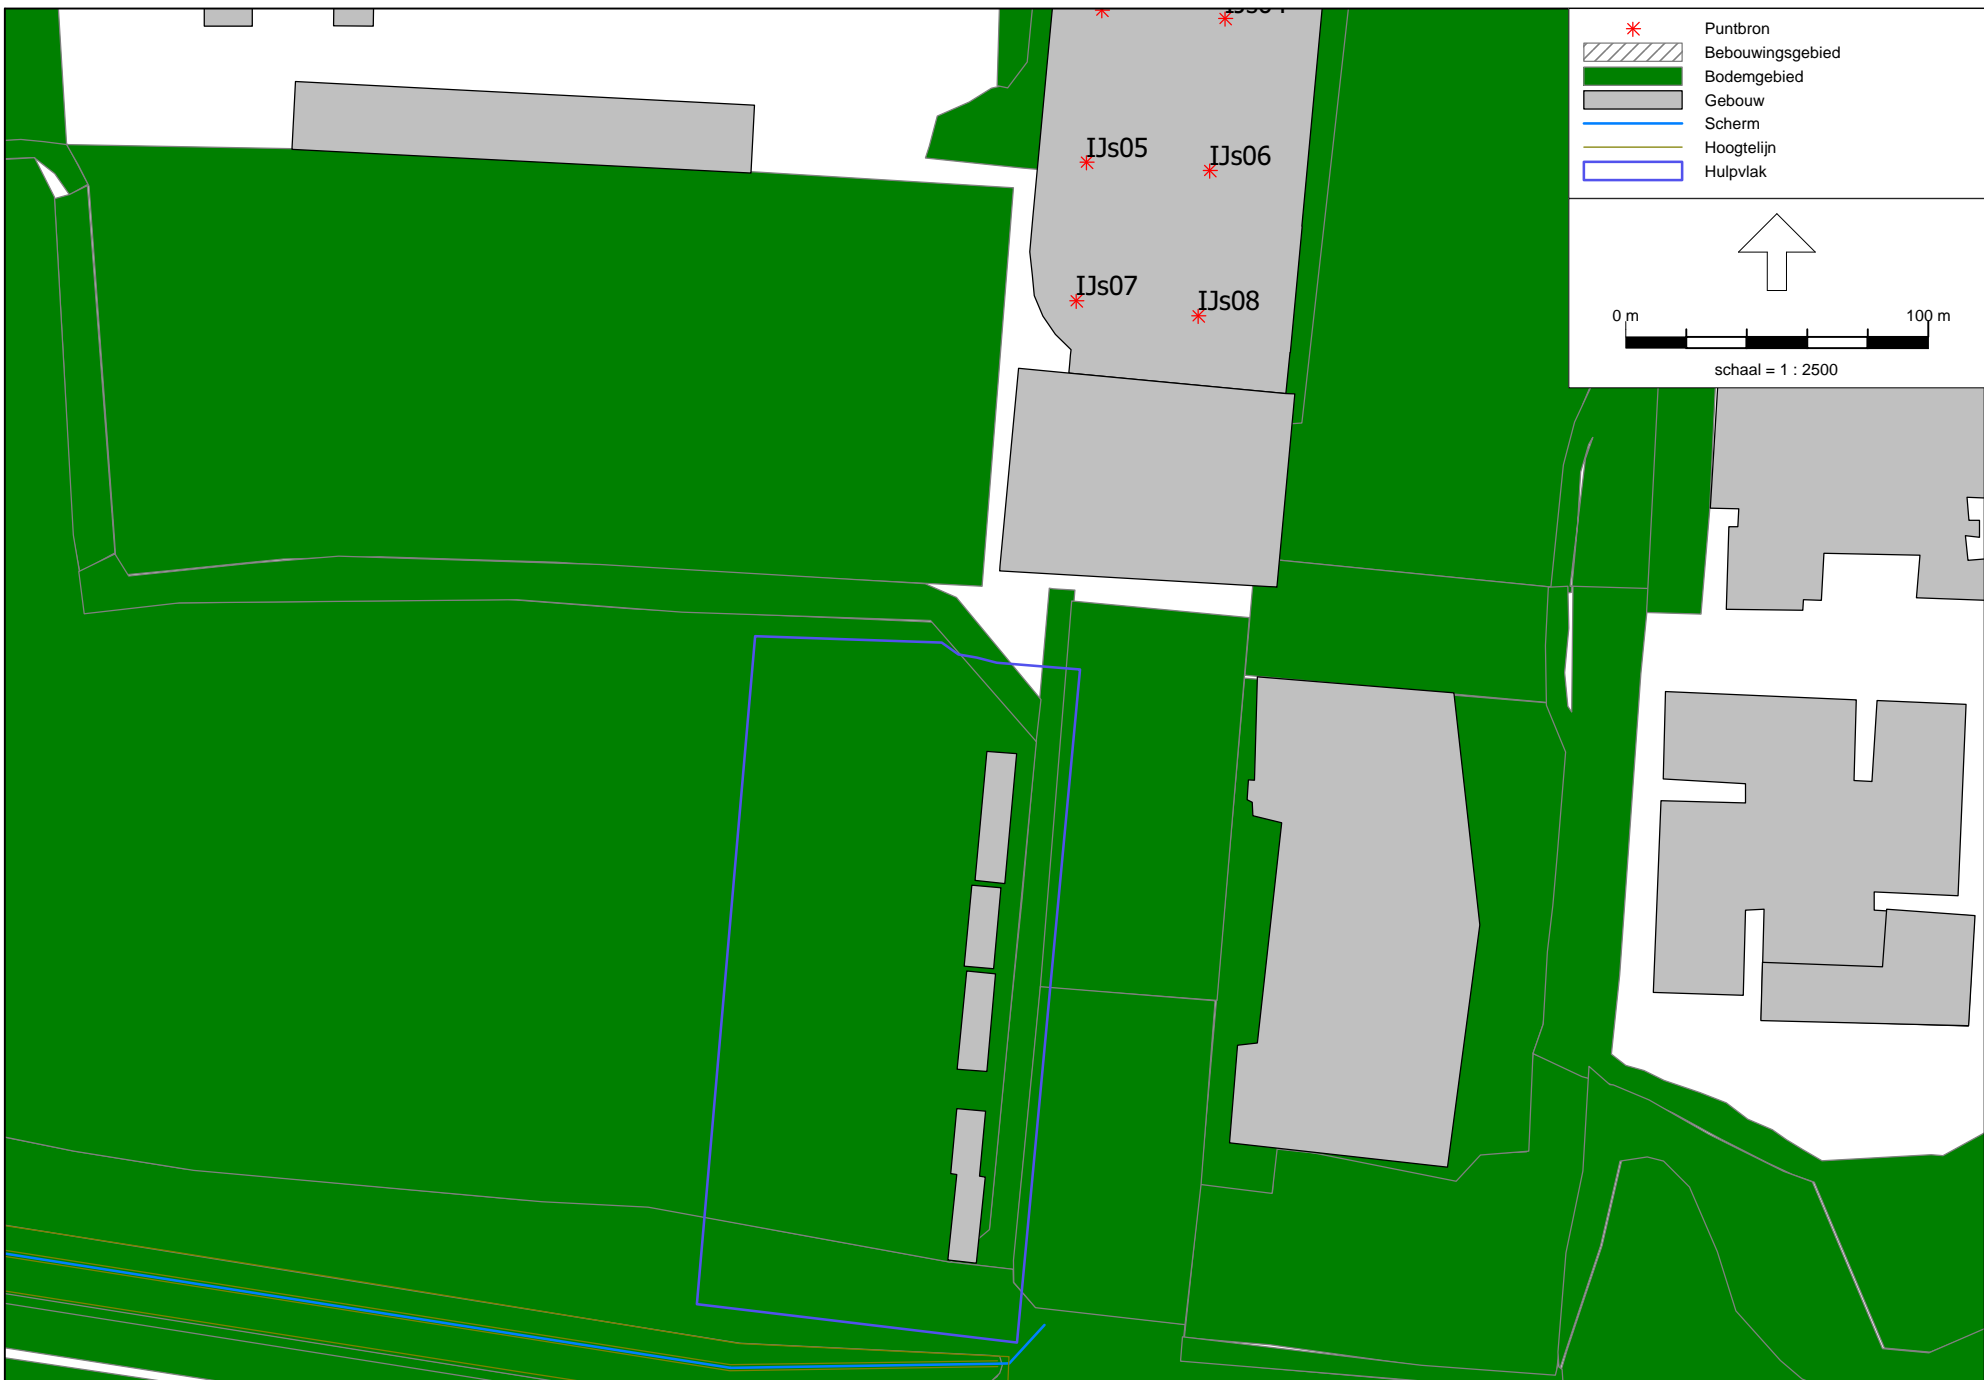 Puntbron
Bebouwingsgebied
Bodemgebied
Gebouw
Scherm
Hoogtelijn
Hulpvlak
0 m 100 m
schaal = 1 : 2500
IJs05
IJs06
IJs07
IJs08